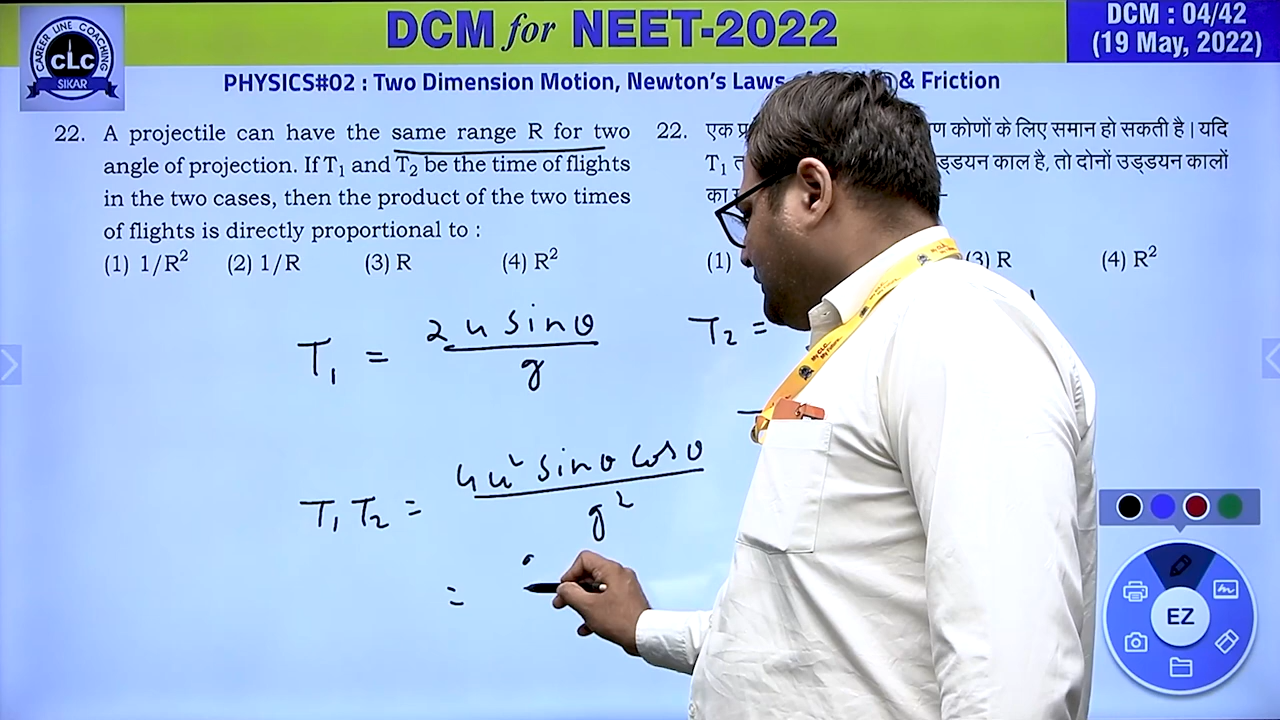 CAREER LINE COACHING
CLC
SIKAR
DCM for NEET-2022
DCM : 04/42
(19 May, 2022)
PHYSICS#02 : Two Dimension Motion, Newton's Laws & Friction
22. A projectile can have the same range R for two
angle of projection. If T₁ and T₂ be the time of flights
in the two cases, then the product of the two times
of flights is directly proportional to :
(1) 1/R² (2) 1/R (3) R (4) R²
22. एक कोणों के लिए समान हो सकती है। यदि
T₁ काल है, तो दोनों उड्डयन कालों
का
(1) (3) R (4) R²
T₁ = 2u sinθ / g
T₂ =
T₁T₂ = 4u² sinθ cosθ / g²
=
My CLC..
My Future..
EZ